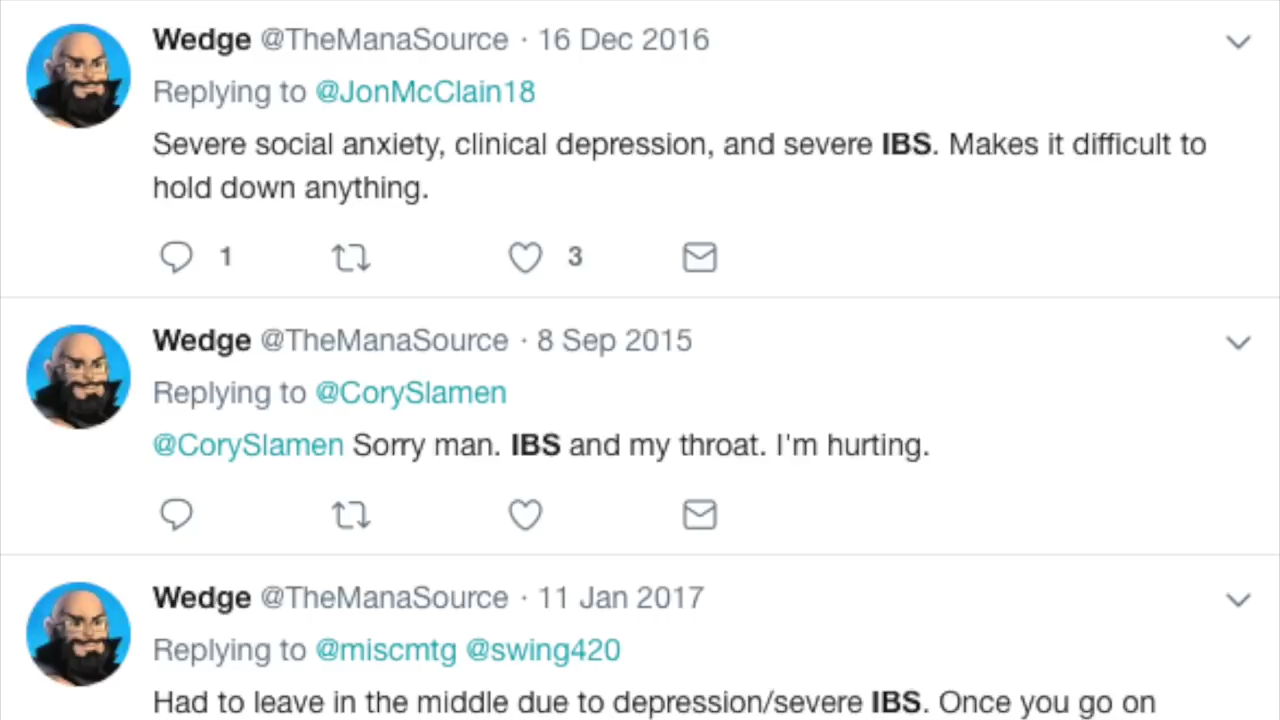 Wedge @TheManaSource · 16 Dec 2016
Replying to @JonMcClain18
Severe social anxiety, clinical depression, and severe IBS. Makes it difficult to
hold down anything.
1 3
Wedge @TheManaSource · 8 Sep 2015
Replying to @CorySlamen
@CorySlamen Sorry man. IBS and my throat. I'm hurting.
Wedge @TheManaSource · 11 Jan 2017
Replying to @miscmtg @swing420
Had to leave in the middle due to depression/severe IBS. Once you go on